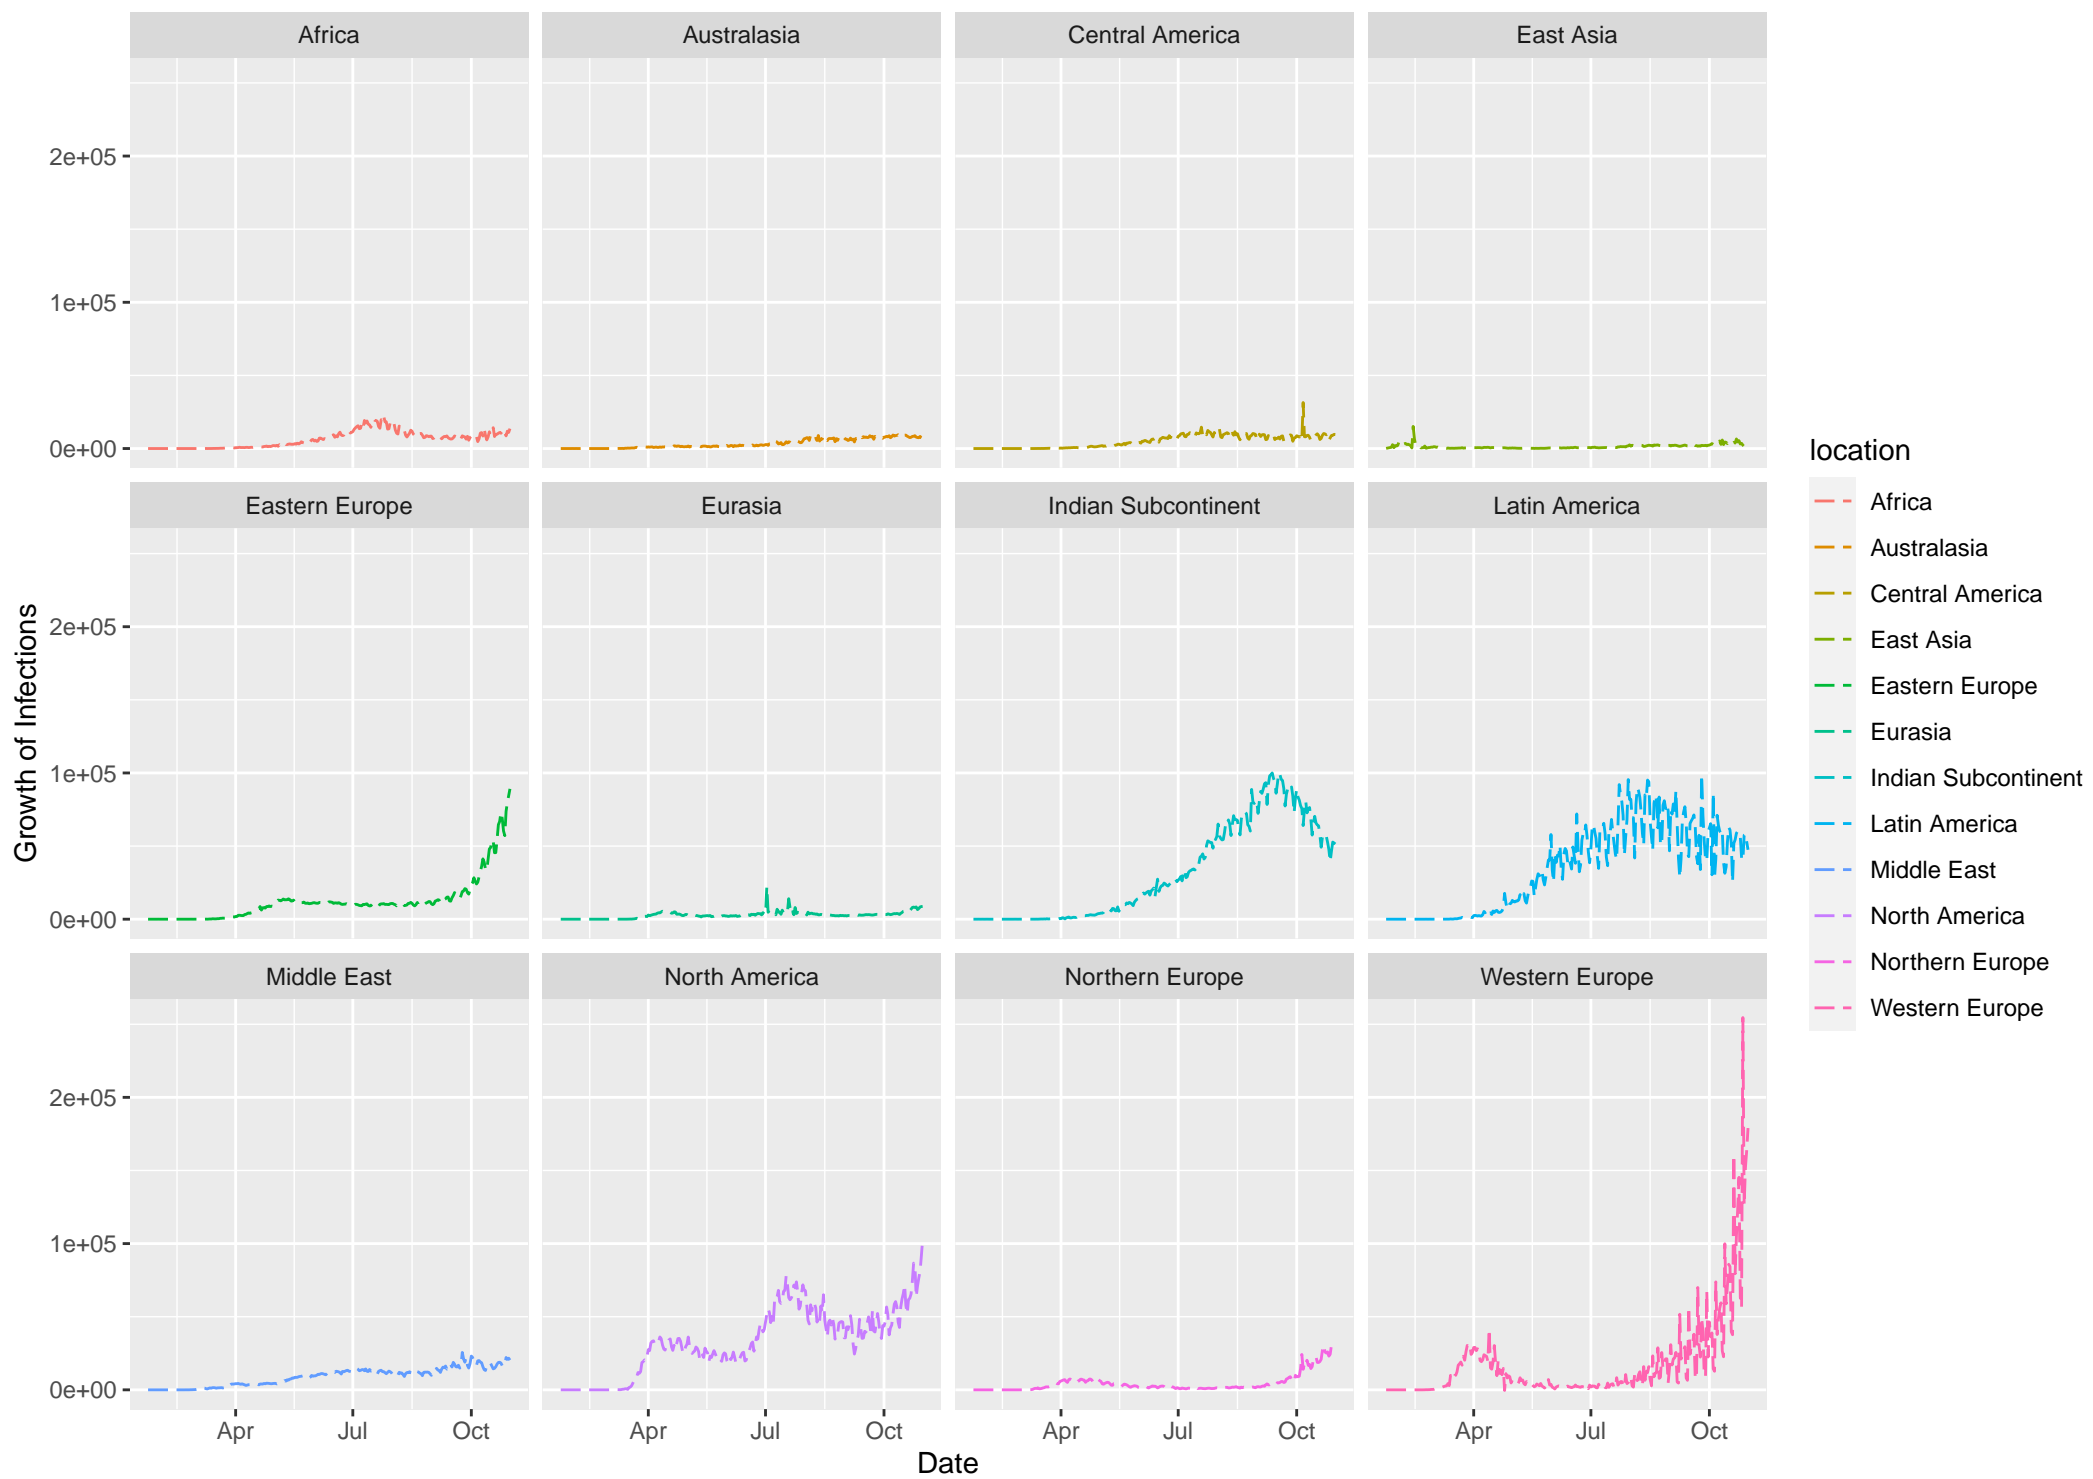 Africa
Australasia
Central America
East Asia
2e+05
1e+05
0e+00
Eastern Europe
Eurasia
Indian Subcontinent
Latin America
2e+05
1e+05
0e+00
Middle East
North America
Northern Europe
Western Europe
2e+05
1e+05
0e+00
Apr Jul Oct
Apr Jul Oct
Apr Jul Oct
Apr Jul Oct
Date
Growth of Infections
location
Africa
Australasia
Central America
East Asia
Eastern Europe
Eurasia
Indian Subcontinent
Latin America
Middle East
North America
Northern Europe
Western Europe